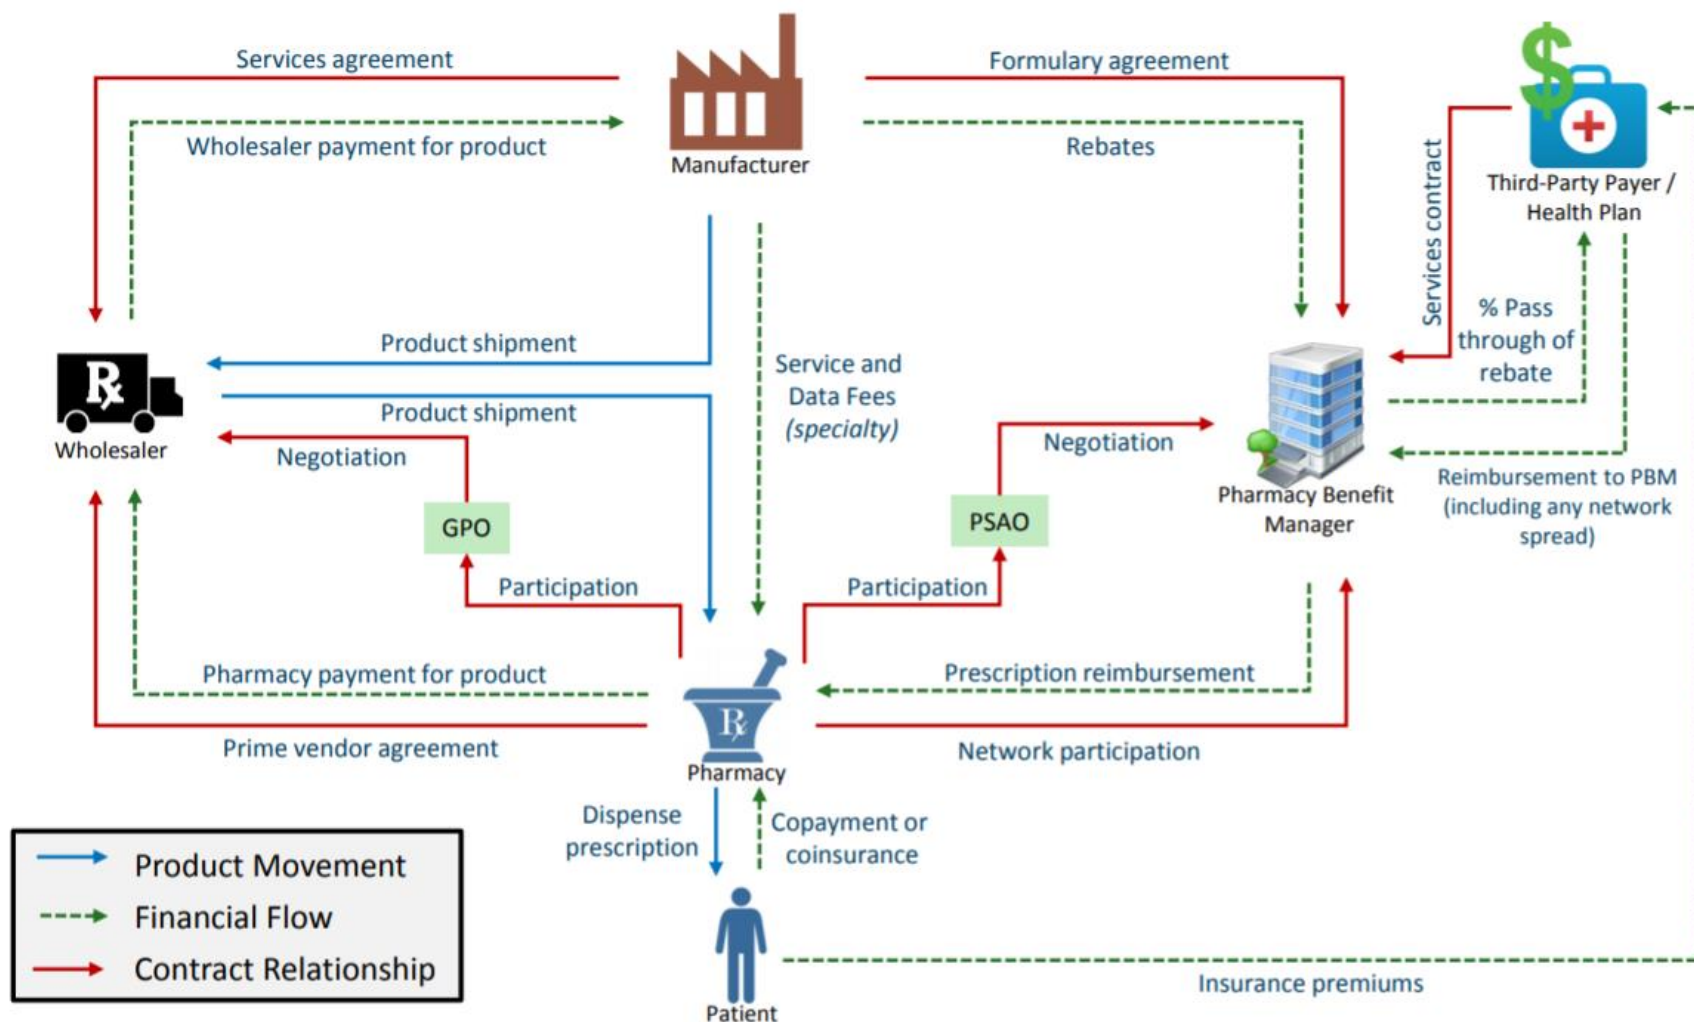 Services agreement
Formulary agreement
Wholesaler payment for product
Rebates
Manufacturer
Third-Party Payer /
Health Plan
Services contract
% Pass
through of
rebate
Product shipment
Service and
Data Fees
(specialty)
Product shipment
Rx
Wholesaler
Negotiation
Negotiation
Reimbursement to PBM
(including any network
spread)
Pharmacy Benefit
Manager
GPO
PSAO
Participation
Participation
Pharmacy payment for product
Prescription reimbursement
Rx
Prime vendor agreement
Network participation
Pharmacy
Dispense
prescription
Copayment or
coinsurance
Product Movement
Financial Flow
Contract Relationship
Insurance premiums
Patient